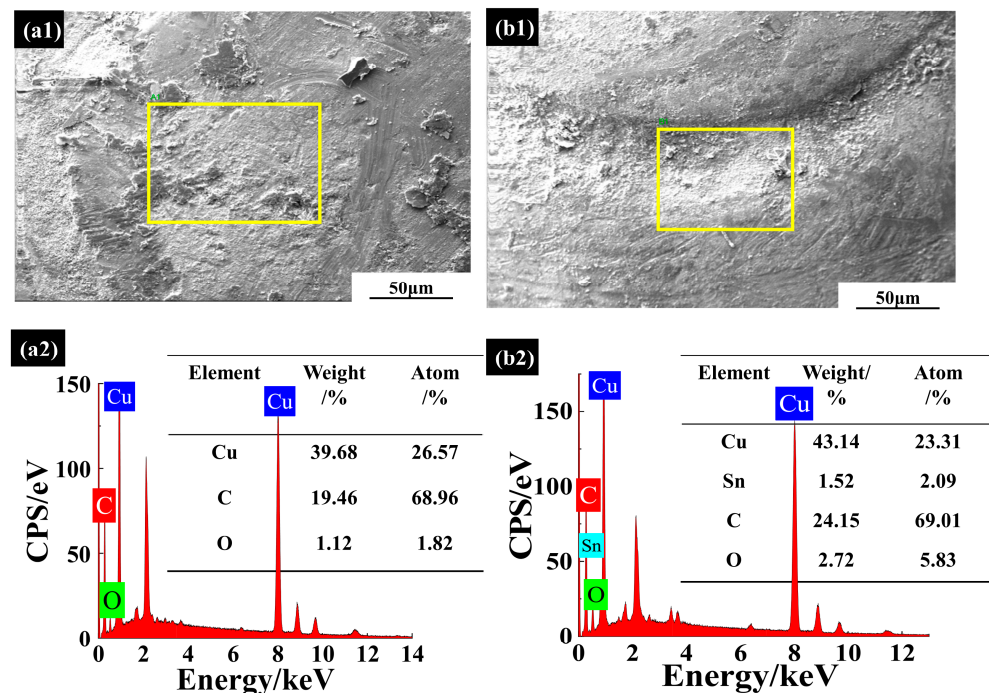 (a1)
50μm
(b1)
50μm
(a2)
CPS/eV
150
100
50
0
Cu
C
O
Cu
Element Weight /% Atom /%
Cu 39.68 26.57
C 19.46 68.96
O 1.12 1.82
0 2 4 6 8 10 12 14
Energy/keV
(b2)
CPS/eV
150
100
50
0
Cu
C
Sn
O
Cu
Element Weight/ % Atom /%
Cu 43.14 23.31
Sn 1.52 2.09
C 24.15 69.01
O 2.72 5.83
0 2 4 6 8 10 12
Energy/keV